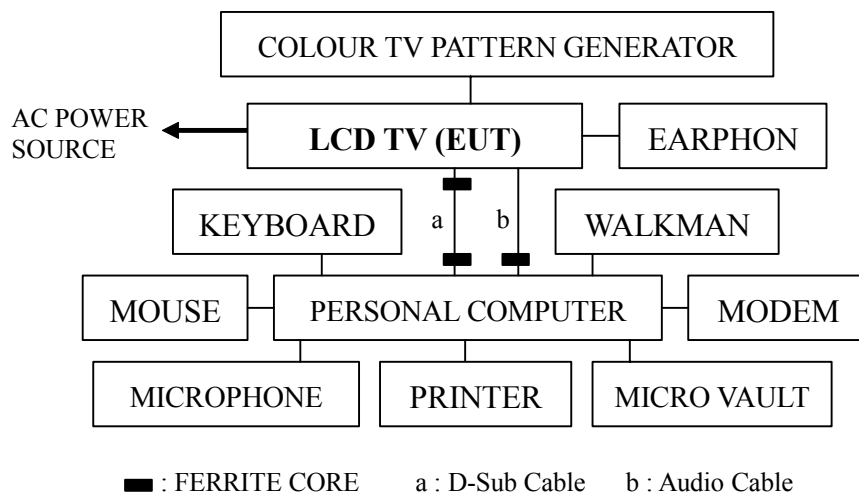 COLOUR TV PATTERN GENERATOR
AC POWER
SOURCE
LCD TV (EUT)
EARPHON
KEYBOARD
a
b
WALKMAN
MOUSE
PERSONAL COMPUTER
MODEM
MICROPHONE
PRINTER
MICRO VAULT
: FERRITE CORE a : D-Sub Cable b : Audio Cable